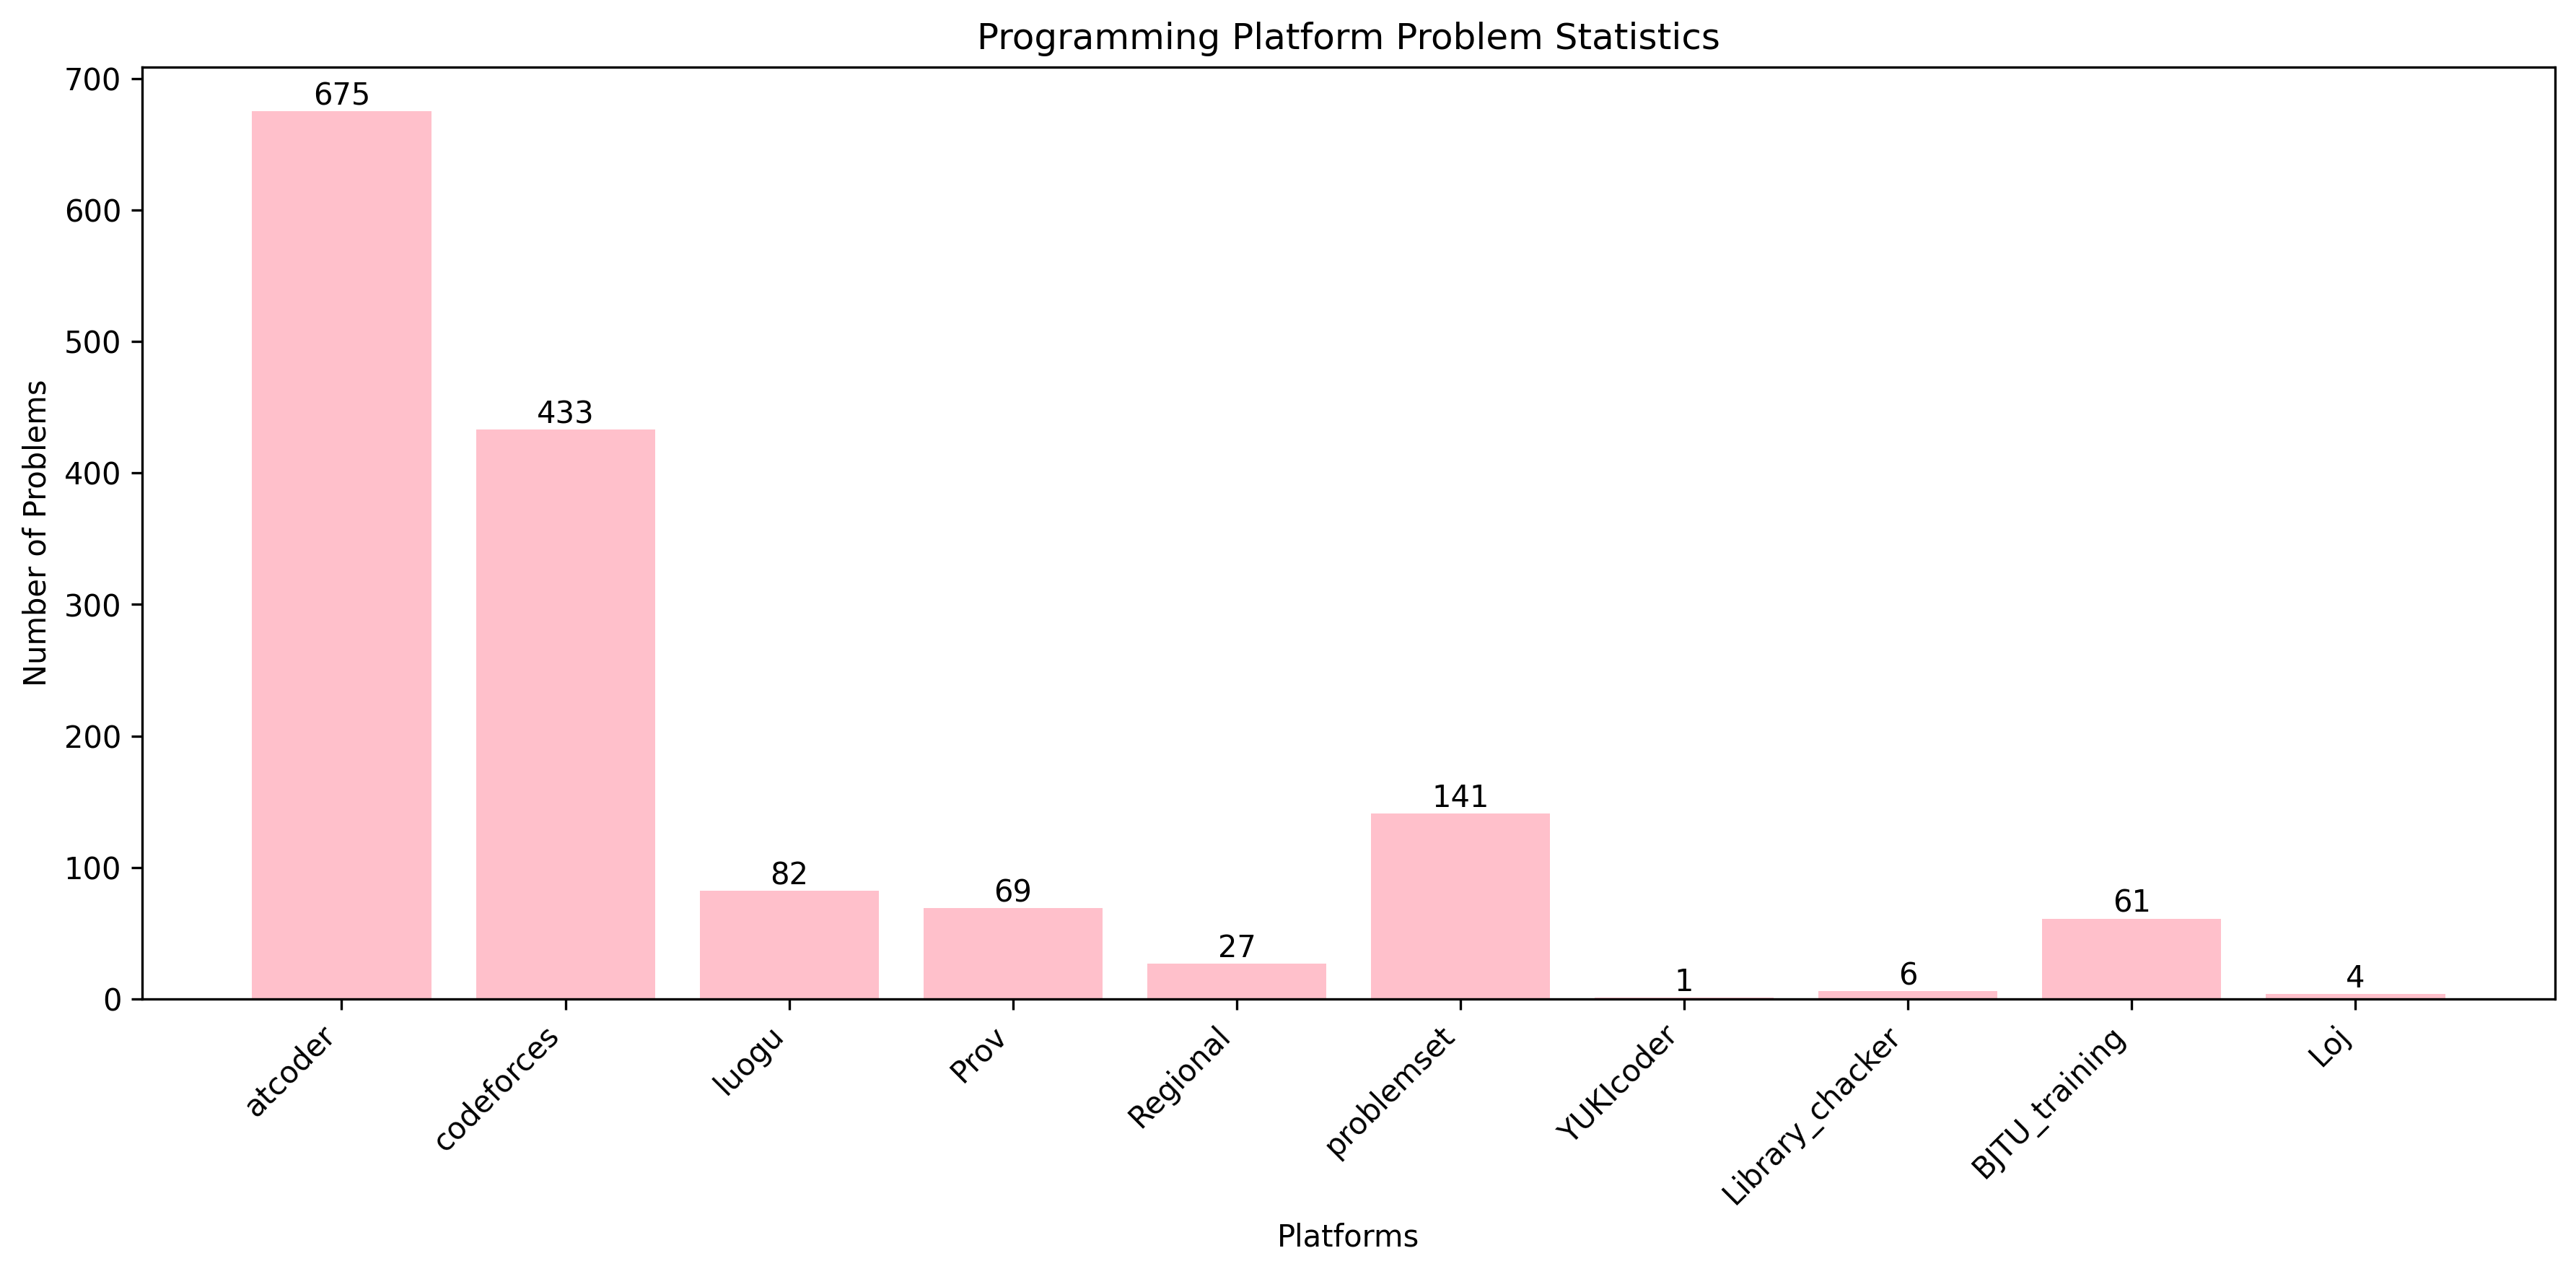 Programming Platform Problem Statistics
Number of Problems
700
600
500
400
300
200
100
0
675
433
82
69
27
141
1
6
61
4
atcoder
codeforces
luogu
Prov
Regional
problemset
YUKIcoder
Library_chacker
BJTU_training
Loj
Platforms